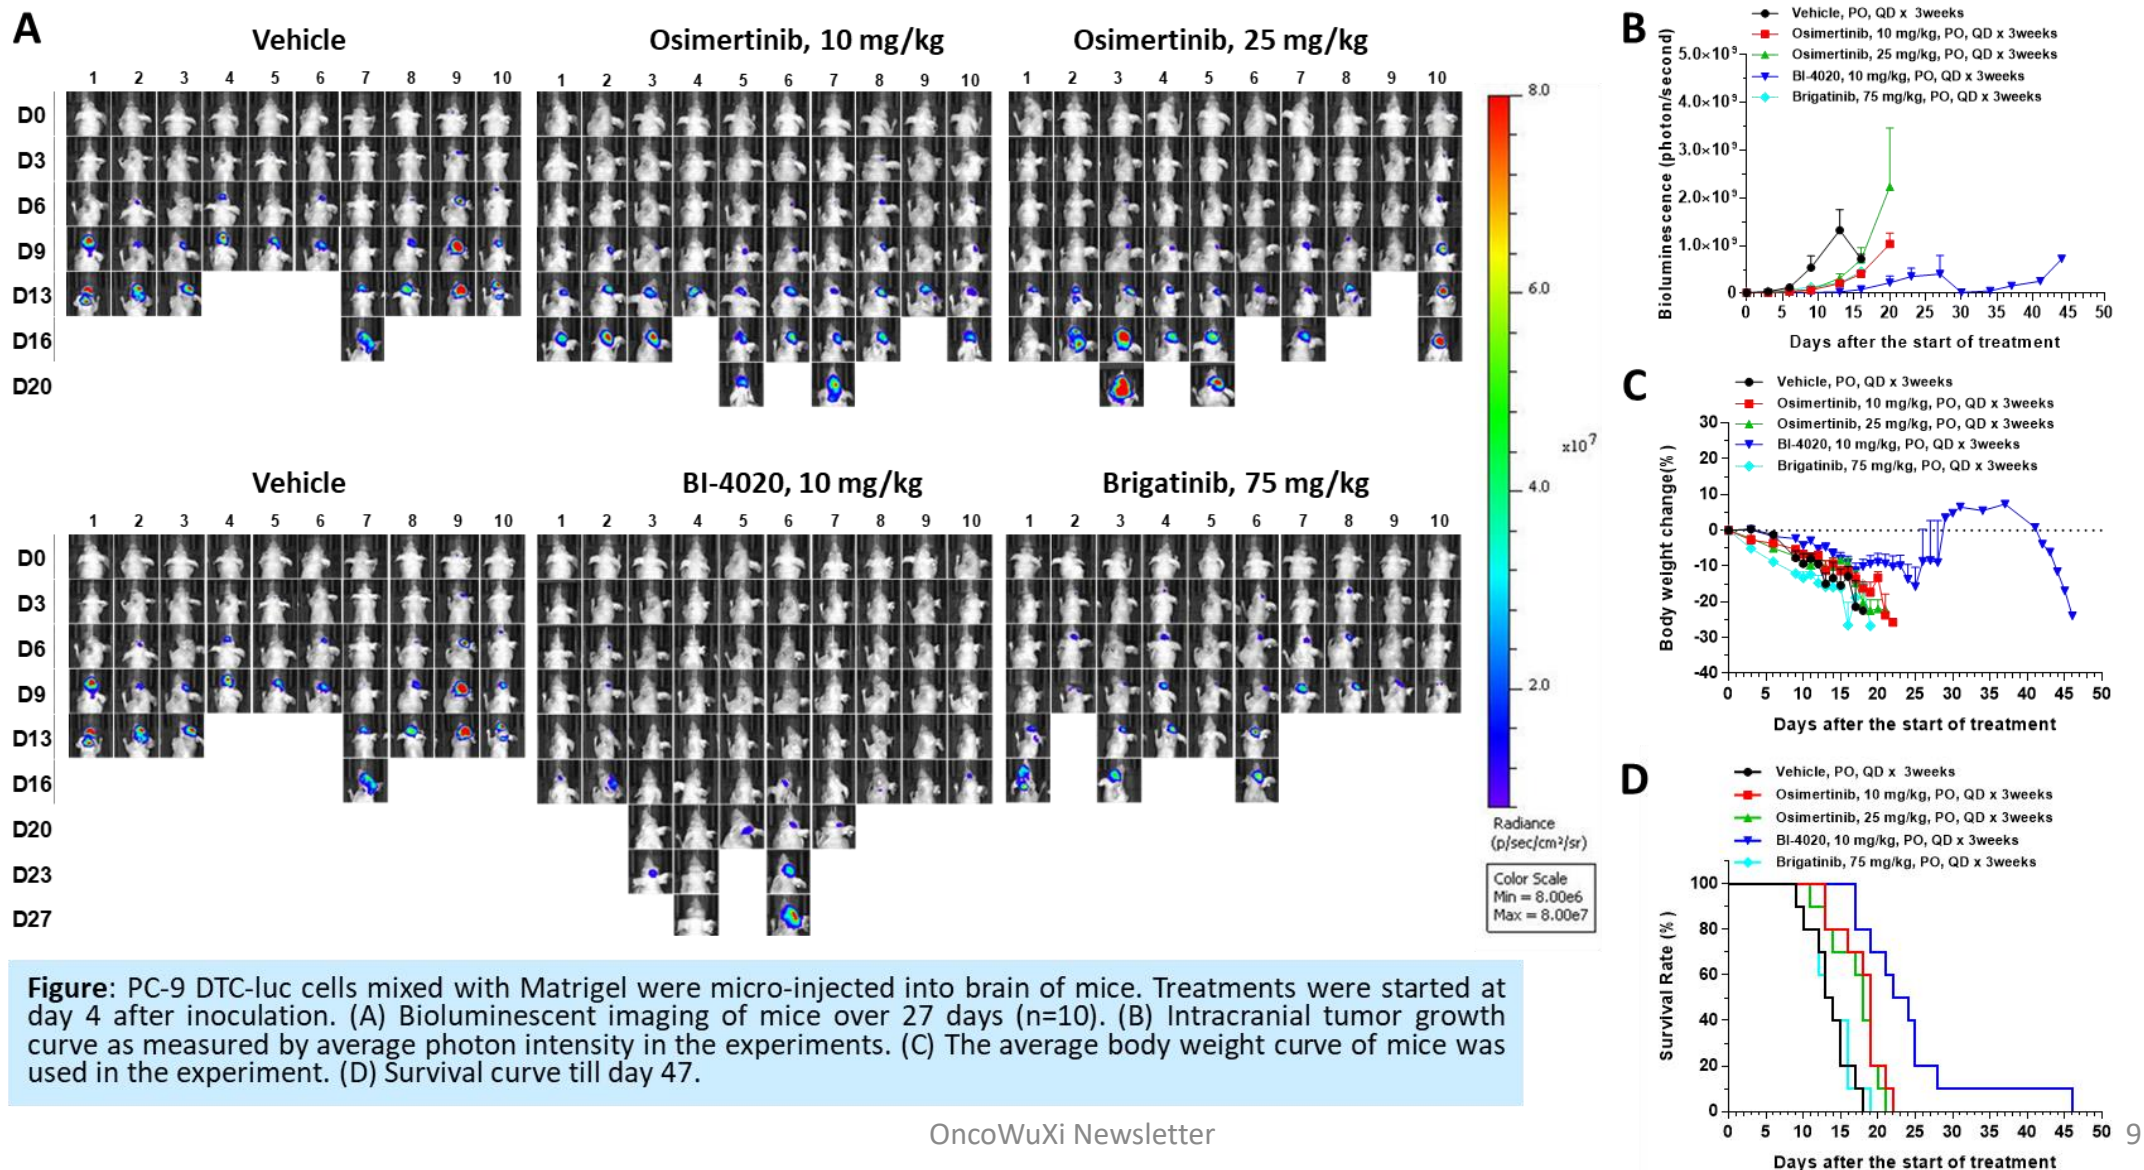 A
Vehicle
Osimertinib, 10 mg/kg
Osimertinib, 25 mg/kg
1 2 3 4 5 6 7 8 9 10
1 2 3 4 5 6 7 8 9 10
1 2 3 4 5 6 7 8 9 10
D0
D3
D6
D9
D13
D16
D20
Vehicle
BI-4020, 10 mg/kg
Brigatinib, 75 mg/kg
1 2 3 4 5 6 7 8 9 10
1 2 3 4 5 6 7 8 9 10
1 2 3 4 5 6 7 8 9 10
D0
D3
D6
D9
D13
D16
D20
D23
D27
8.0
6.0
x10⁷
4.0
2.0
Radiance
(p/sec/cm²/sr)
Color Scale
Min = 8.00e6
Max = 8.00e7
B
Vehicle, PO, QD x 3weeks
Osimertinib, 10 mg/kg, PO, QD x 3weeks
Osimertinib, 25 mg/kg, PO, QD x 3weeks
BI-4020, 10 mg/kg, PO, QD x 3weeks
Brigatinib, 75 mg/kg, PO, QD x 3weeks
Bioluminescence (photon/second)
5.0×10⁹
4.0×10⁹
3.0×10⁹
2.0×10⁹
1.0×10⁹
0
0 5 10 15 20 25 30 35 40 45 50
Days after the start of treatment
C
Vehicle, PO, QD x 3weeks
Osimertinib, 10 mg/kg, PO, QD x 3weeks
Osimertinib, 25 mg/kg, PO, QD x 3weeks
BI-4020, 10 mg/kg, PO, QD x 3weeks
Brigatinib, 75 mg/kg, PO, QD x 3weeks
Body weight change(% )
30
20
10
0
-10
-20
-30
-40
0 5 10 15 20 25 30 35 40 45 50
Days after the start of treatment
D
Vehicle, PO, QD x 3weeks
Osimertinib, 10 mg/kg, PO, QD x 3weeks
Osimertinib, 25 mg/kg, PO, QD x 3weeks
BI-4020, 10 mg/kg, PO, QD x 3weeks
Brigatinib, 75 mg/kg, PO, QD x 3weeks
Survival Rate (% )
100
80
60
40
20
0
0 5 10 15 20 25 30 35 40 45 50
Days after the start of treatment
Figure: PC-9 DTC-luc cells mixed with Matrigel were micro-injected into brain of mice. Treatments were started at
day 4 after inoculation. (A) Bioluminescent imaging of mice over 27 days (n=10). (B) Intracranial tumor growth
curve as measured by average photon intensity in the experiments. (C) The average body weight curve of mice was
used in the experiment. (D) Survival curve till day 47.
OncoWuXi Newsletter
9